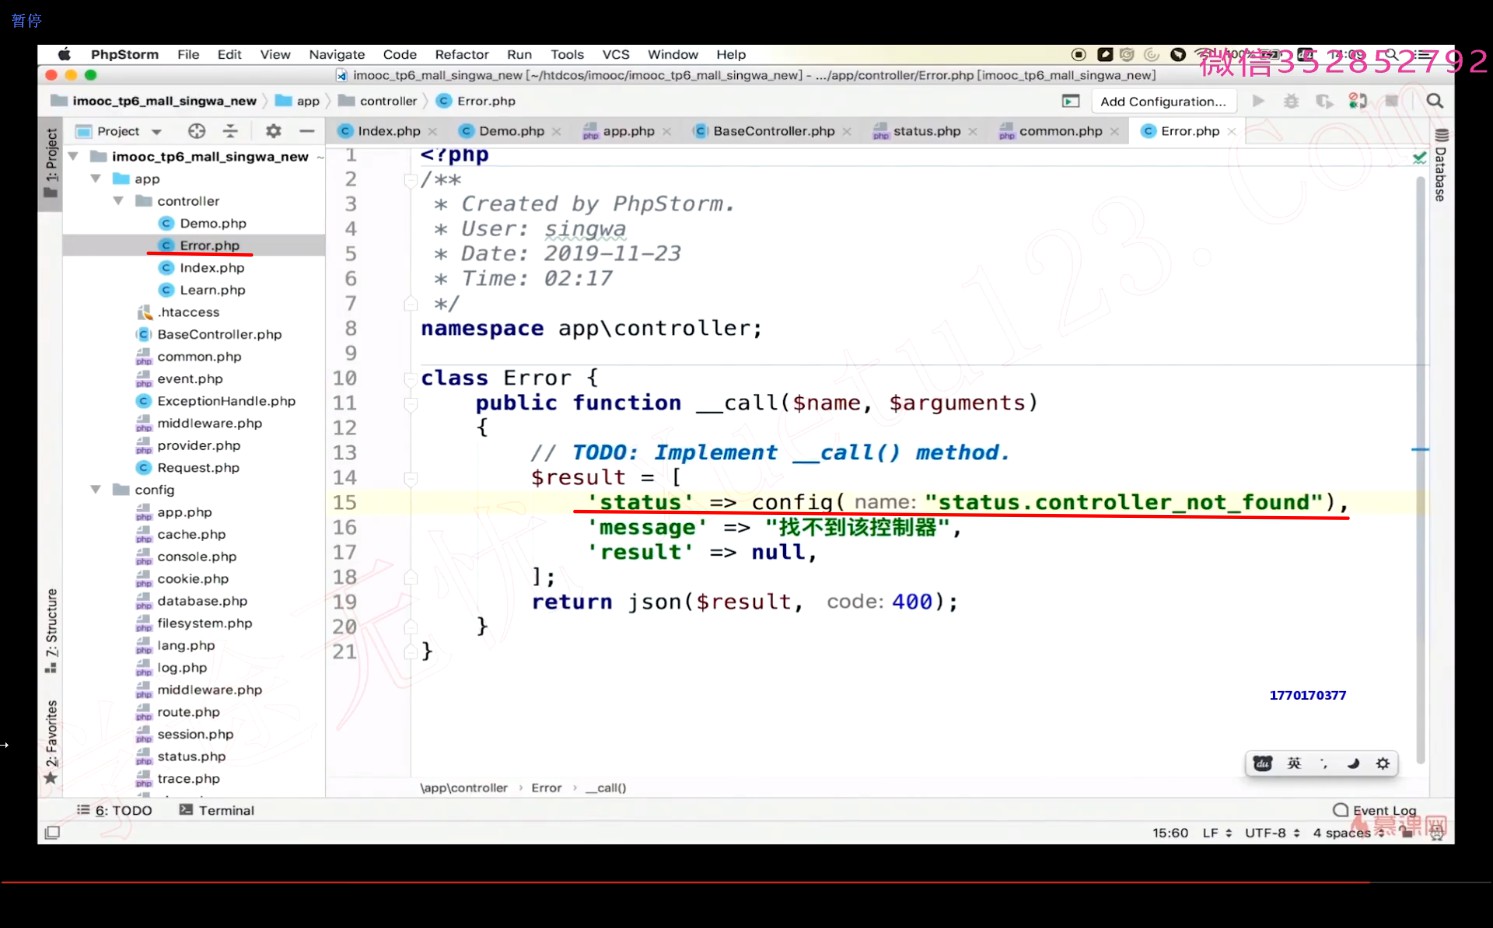 暂停
PhpStorm File Edit View Navigate Code Refactor Run Tools VCS Window Help
微信352852792
imooc_tp6_mall_singwa_new [~/htdcos/imooc/imooc_tp6_mall_singwa_new] - .../app/controller/Error.php [imooc_tp6_mall_singwa_new]
imooc_tp6_mall_singwa_new app controller Error.php
Add Configuration...
Project
Index.php Demo.php app.php BaseController.php status.php common.php Error.php
1: Project
Database
imooc_tp6_mall_singwa_new ~
app
controller
Demo.php
Error.php
Index.php
Learn.php
.htaccess
BaseController.php
common.php
event.php
ExceptionHandle.php
middleware.php
provider.php
Request.php
config
app.php
cache.php
console.php
cookie.php
database.php
filesystem.php
lang.php
log.php
middleware.php
route.php
session.php
status.php
trace.php
Z: Structure
2: Favorites
1 <?php
2 /**
3 * Created by PhpStorm.
4 * User: singwa
5 * Date: 2019-11-23
6 * Time: 02:17
7 */
8 namespace app\controller;
9
10 class Error {
11 public function __call($name, $arguments)
12 {
13 // TODO: Implement __call() method.
14 $result = [
15 'status' => config( name: "status.controller_not_found"),
16 'message' => "找不到该控制器",
17 'result' => null,
18 ];
19 return json($result, code: 400);
20 }
21 }
1770170377
英
\app\controller › Error › __call()
6: TODO Terminal
Event Log
慕课网
15:60 LF UTF-8 4 spaces